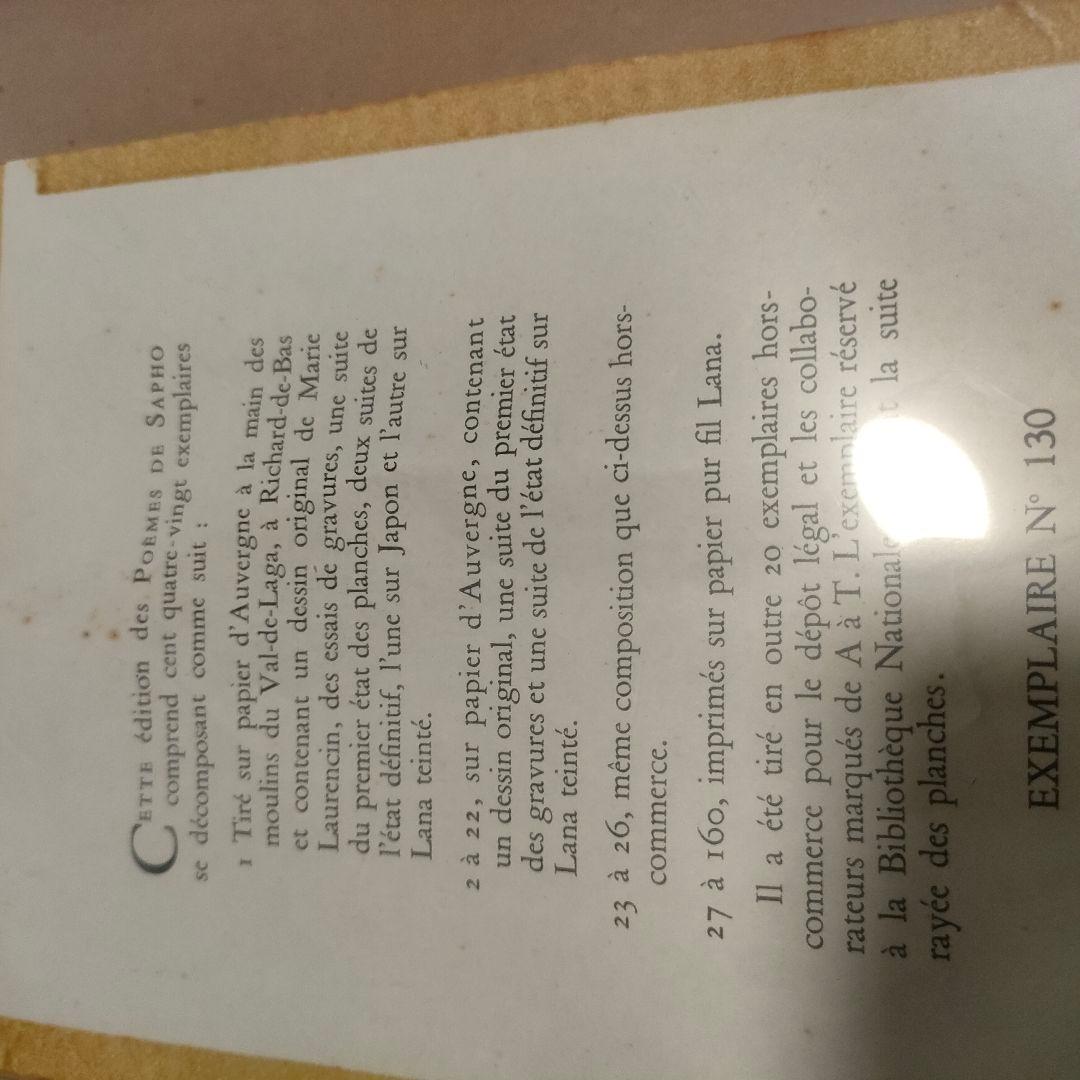 CETTE édition des POEMES DE SAPHO
comprend cent quatre-vingt exemplaires
se décomposant comme suit :
1 Tiré sur papier d'Auvergne à la main des
moulins du Val-de-Laga, à Richard-de-Bas
et contenant un dessin original de Marie
Laurencin, des essais de gravures, une suite
du premier état des planches, deux suites de
l'état définitif, l'une sur Japon et l'autre sur
Lana teinté.
2 à 22, sur papier d'Auvergne, contenant
un dessin original, une suite du premier état
des gravures et une suite de l'état définitif sur
Lana teinté.
23 à 26, même composition que ci-dessus hors-
commerce.
27 à 160, imprimés sur papier pur fil Lana.
Il a été tiré en outre 20 exemplaires hors-
commerce pour le dépôt légal et les collabo-
rateurs marqués de A à T. L'exemplaire réservé
à la Bibliothèque Nationale la suite
rayée des planches.
EXEMPLAIRE N° 130